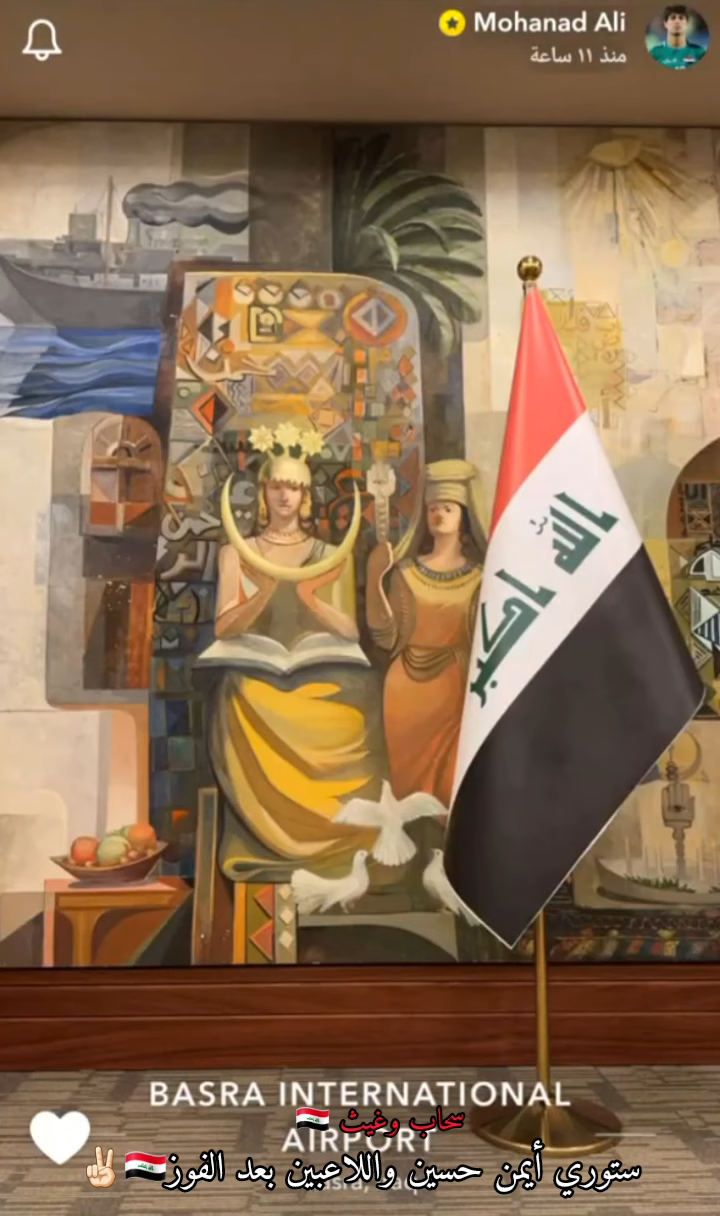 Mohanad Ali
منذ ١١ ساعة
الله اكبر
BASRA INTERNATIONAL
سحاب وغيث 🇮🇶
AIRPORT
ستوري أيمن حسين واللاعبين بعد الفوز🇮🇶✌🏻